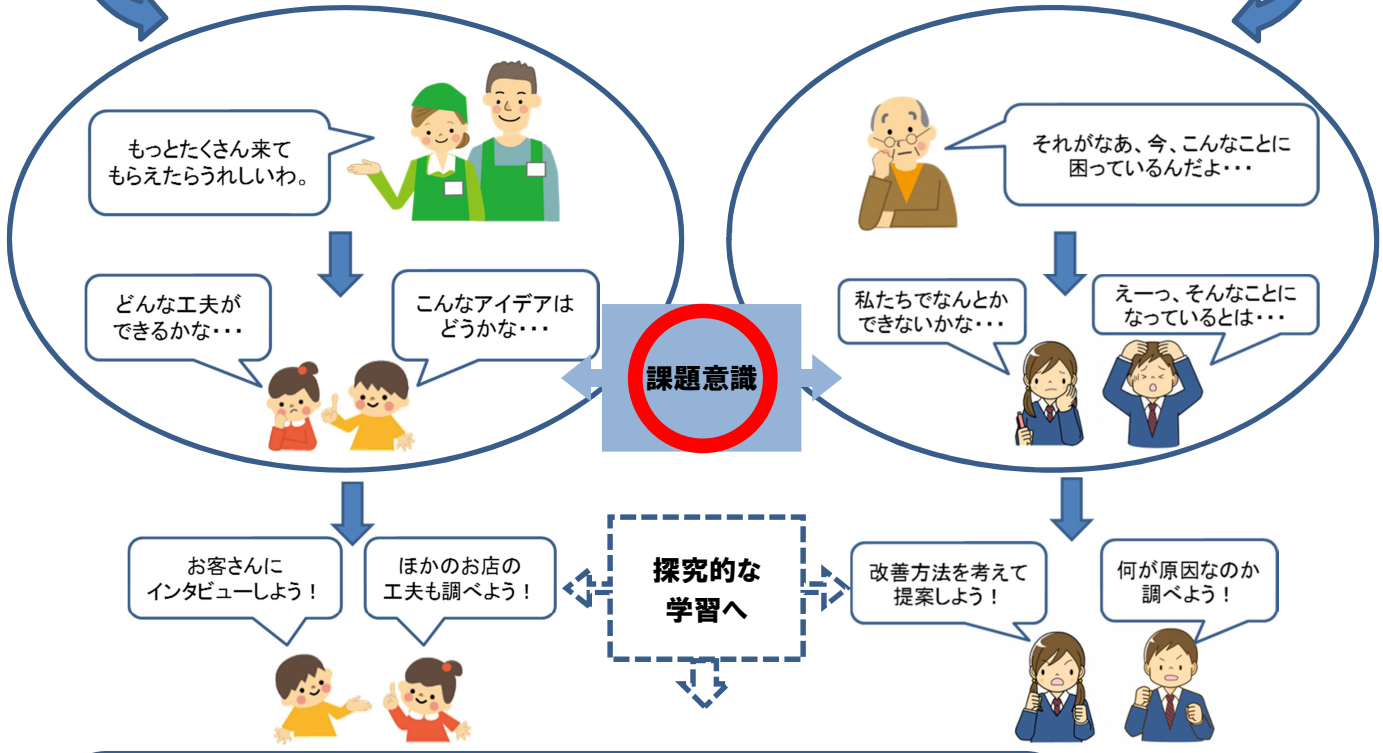 もっとたくさん来て
もらえたらうれしいわ。
どんな工夫が
できるかな・・・
こんなアイデアは
どうかな・・・
それがなあ、今、こんなことに
困っているんだよ・・・
私たちでなんとか
できないかな・・・
えーっ、そんなことに
なっているとは・・・
課題意識
お客さんに
インタビューしよう！
ほかのお店の
工夫も調べよう！
探究的な
学習へ
改善方法を考えて
提案しよう！
何が原因なのか
調べよう！